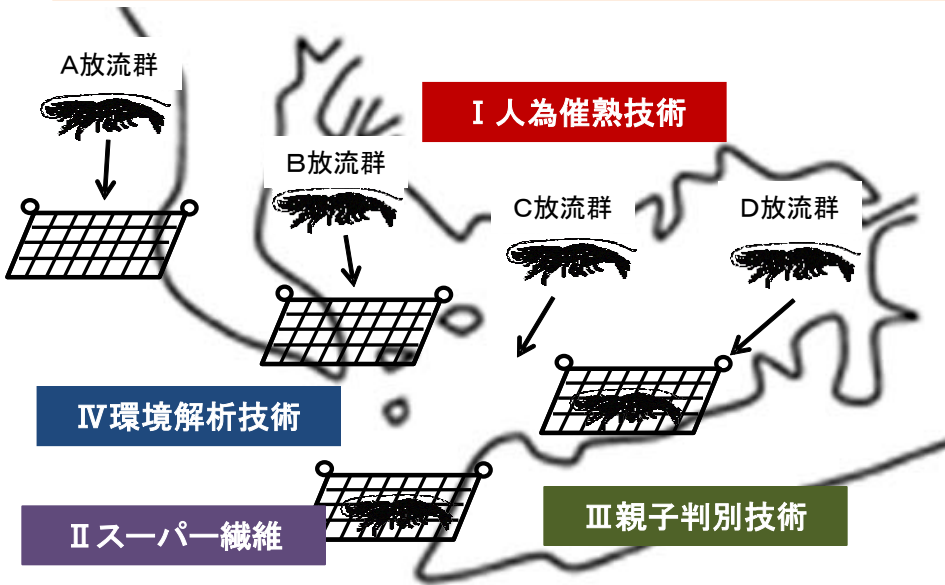 A放流群
Ⅰ人為催熟技術
B放流群
C放流群
D放流群
Ⅳ環境解析技術
Ⅱスーパー繊維
Ⅲ親子判別技術